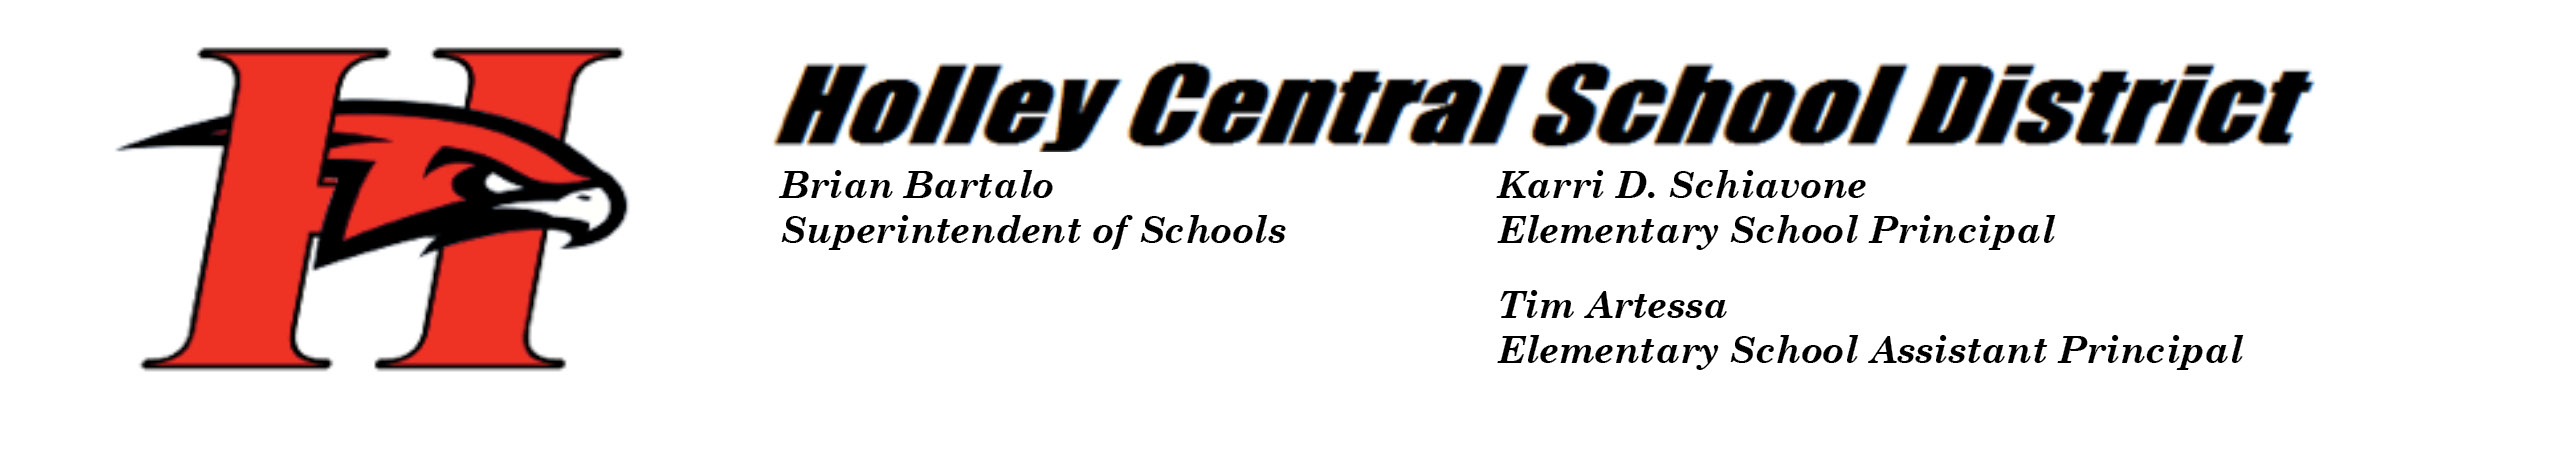 H
Holley Central School District
Brian Bartalo
Superintendent of Schools
Karri D. Schiavone
Elementary School Principal
Tim Artessa
Elementary School Assistant Principal